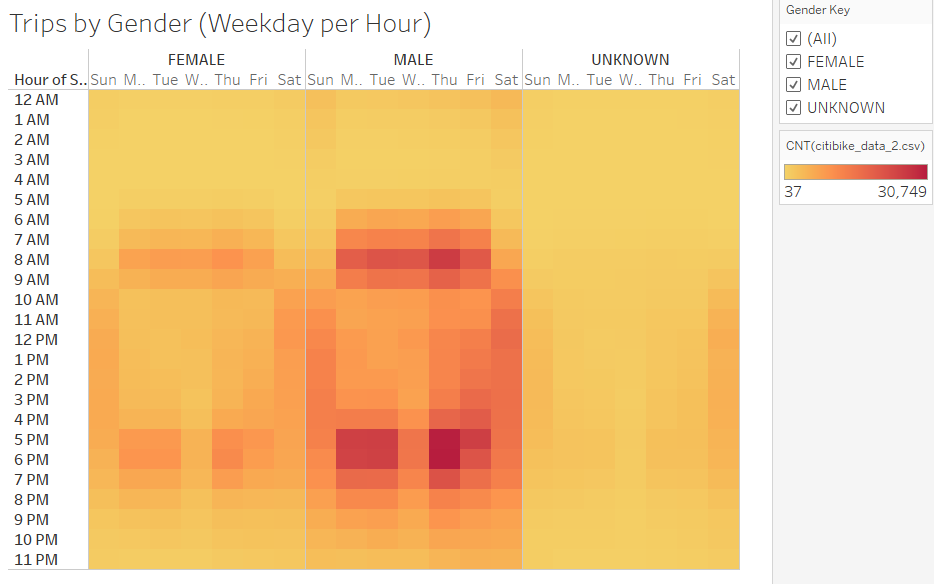 Trips by Gender (Weekday per Hour)
FEMALE MALE UNKNOWN
Hour of S.. Sun M.. Tue W.. Thu Fri Sat Sun M.. Tue W.. Thu Fri Sat Sun M.. Tue W.. Thu Fri Sat
12 AM
1 AM
2 AM
3 AM
4 AM
5 AM
6 AM
7 AM
8 AM
9 AM
10 AM
11 AM
12 PM
1 PM
2 PM
3 PM
4 PM
5 PM
6 PM
7 PM
8 PM
9 PM
10 PM
11 PM
Gender Key
(All)
FEMALE
MALE
UNKNOWN
CNT(citibike_data_2.csv)
37 30,749